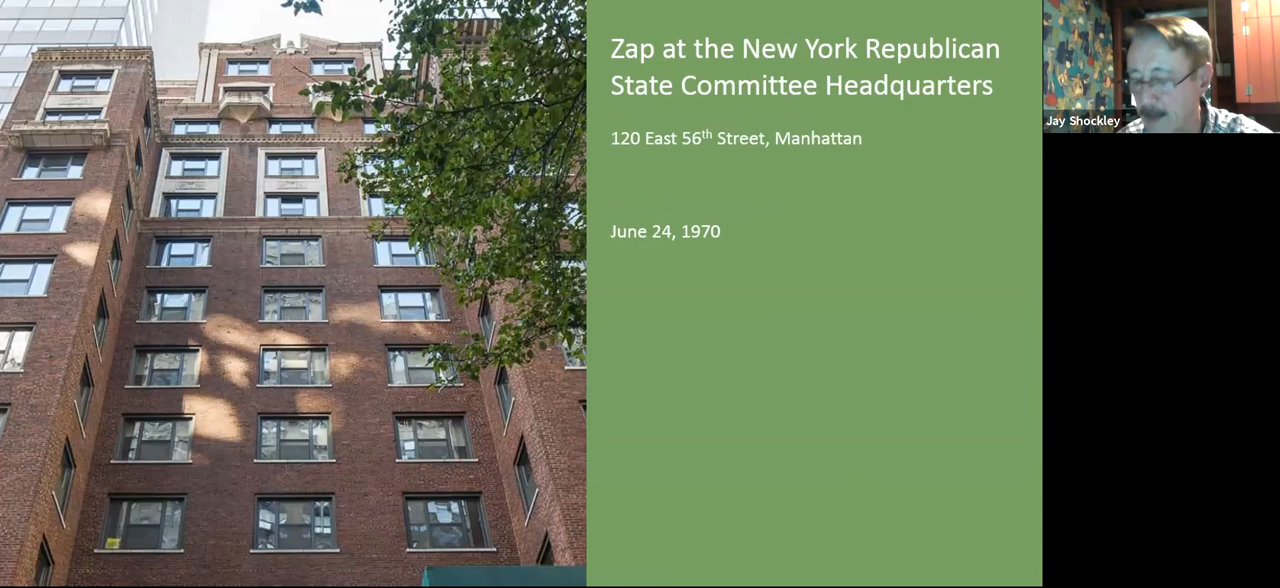 Zap at the New York Republican
State Committee Headquarters
120 East 56th Street, Manhattan
June 24, 1970
Jay Shockley